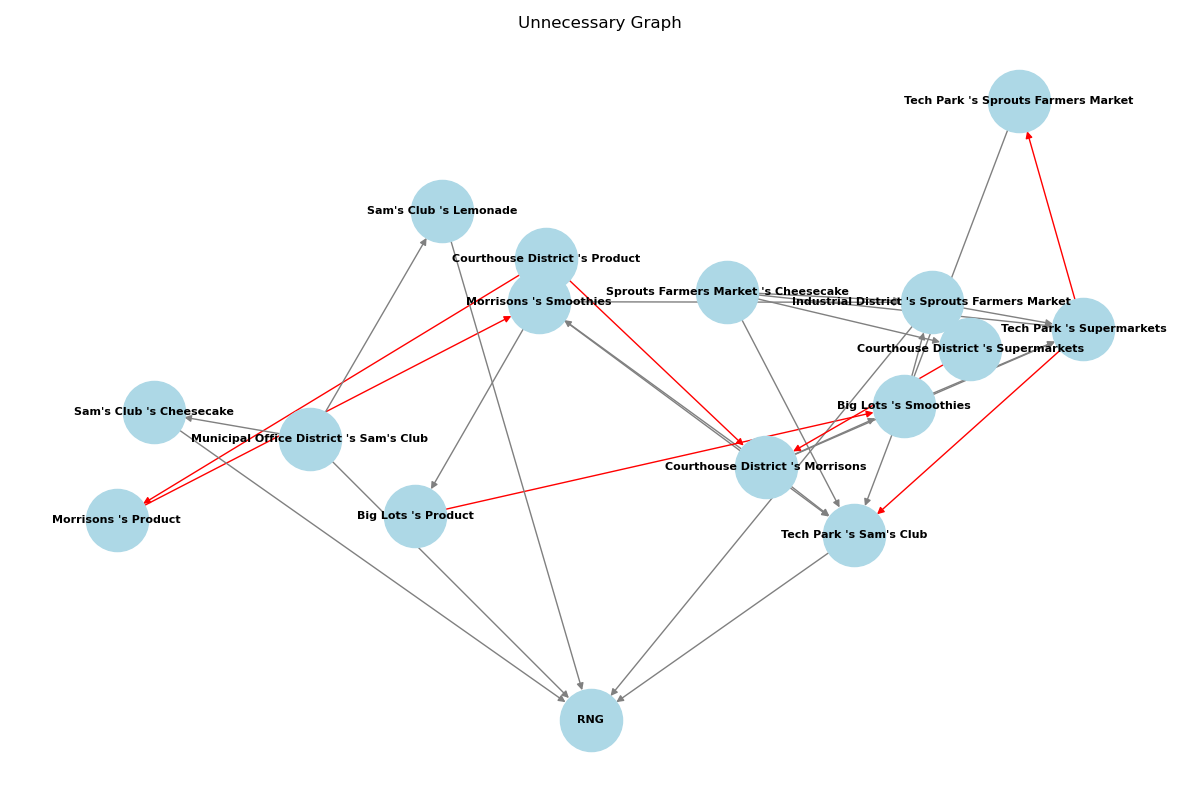 Unnecessary Graph
Tech Park 's Sprouts Farmers Market
Sam's Club 's Lemonade
Courthouse District 's Product
Sprouts Farmers Market 's Cheesecake
Morrisons 's Smoothies
Industrial District 's Sprouts Farmers Market
Tech Park 's Supermarkets
Courthouse District 's Supermarkets
Big Lots 's Smoothies
Sam's Club 's Cheesecake
Municipal Office District 's Sam's Club
Courthouse District 's Morrisons
Big Lots 's Product
Morrisons 's Product
Tech Park 's Sam's Club
RNG